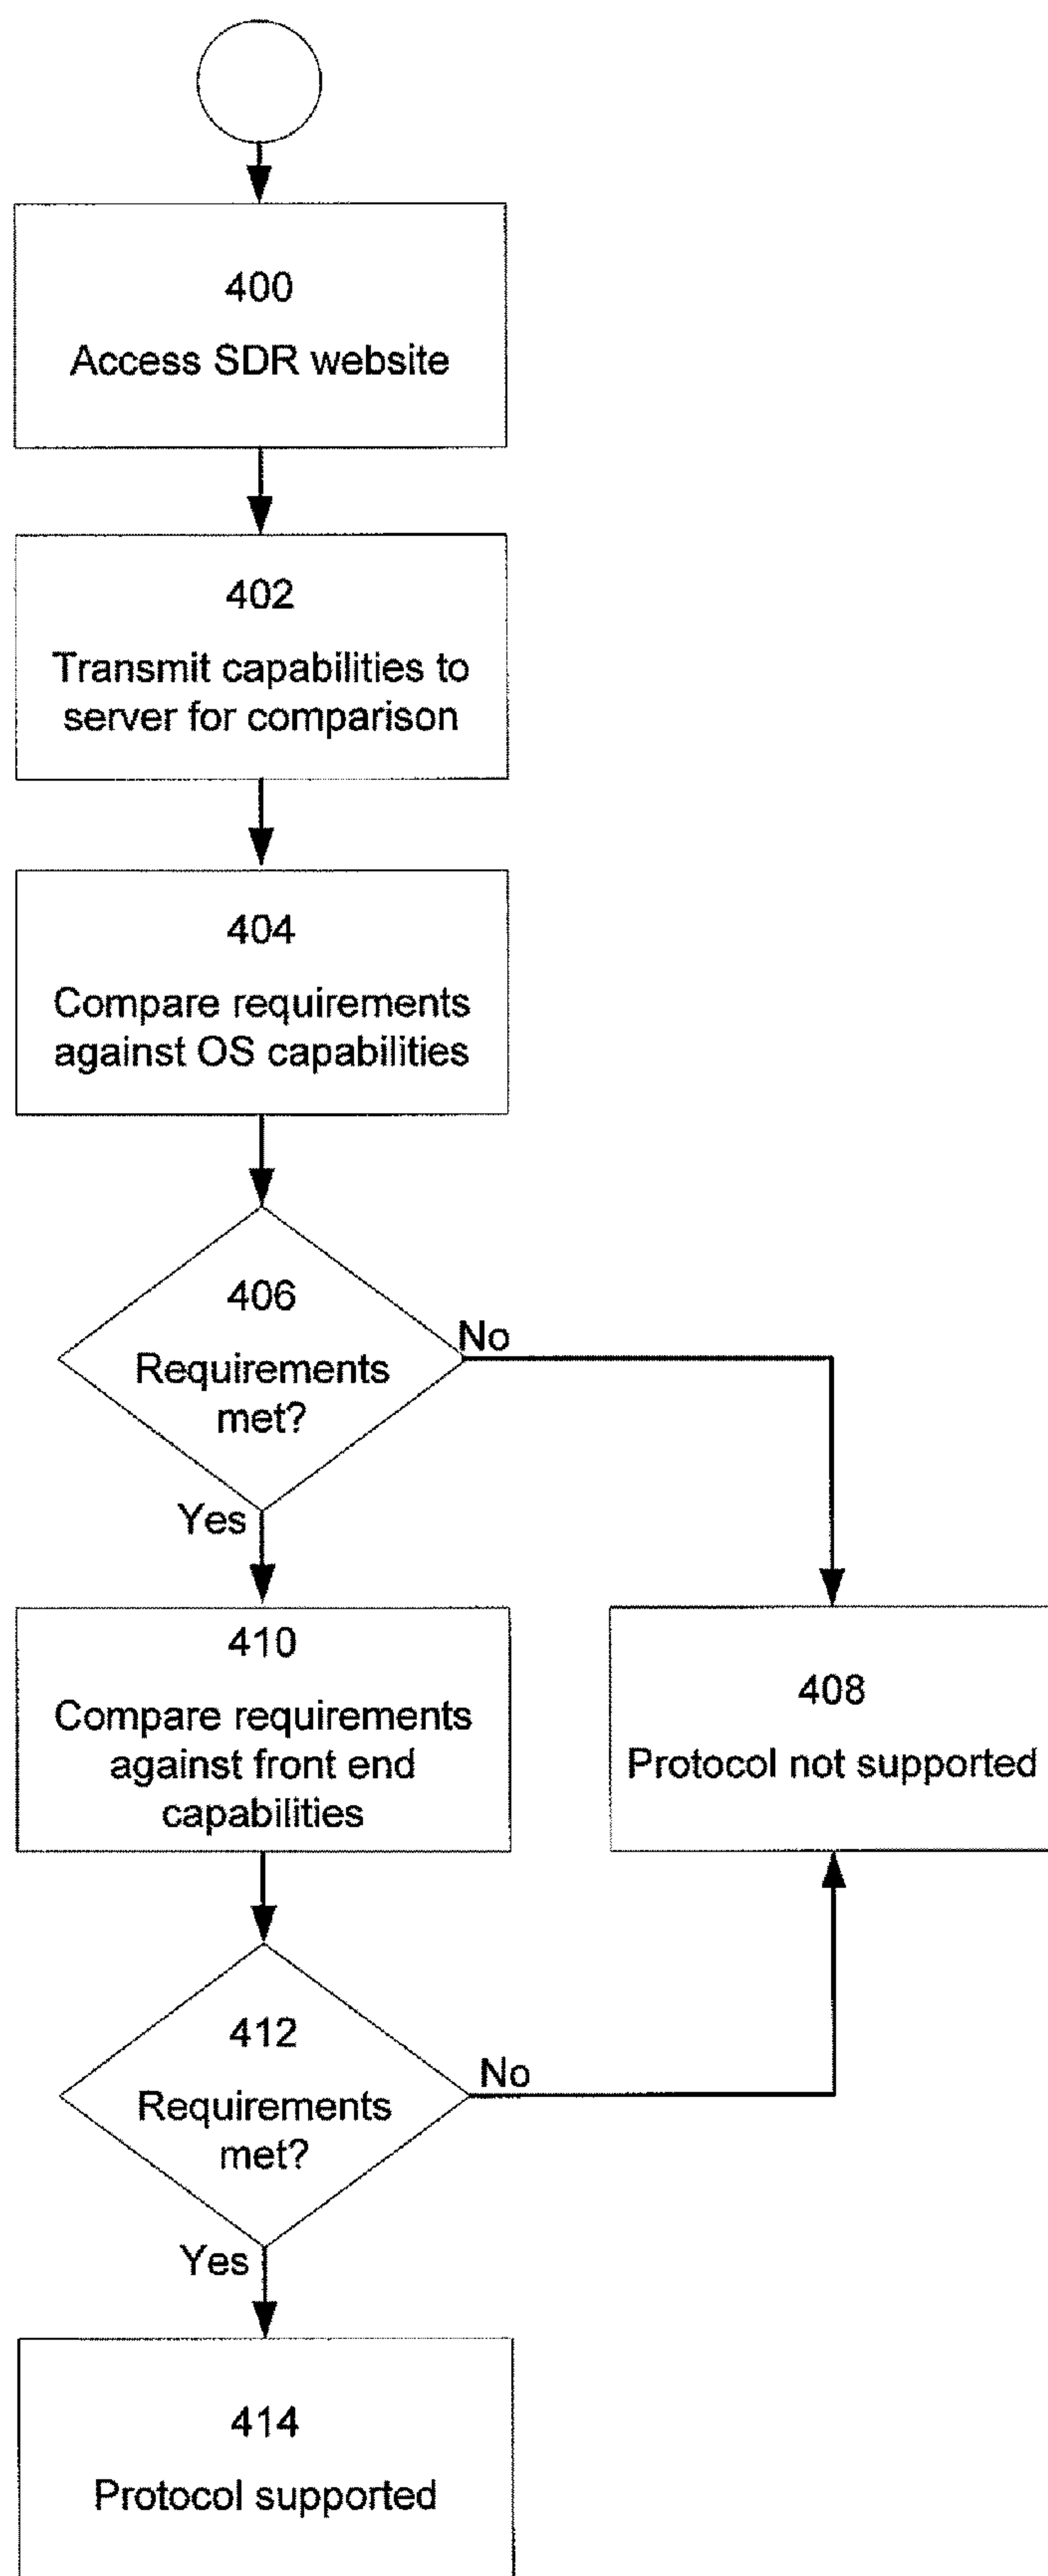 400
Access SDR website
402
Transmit capabilities to
server for comparison
404
Compare requirements
against OS capabilities
406
Requirements
met?
No
Yes
410
Compare requirements
against front end
capabilities
408
Protocol not supported
412
Requirements
met?
No
Yes
414
Protocol supported